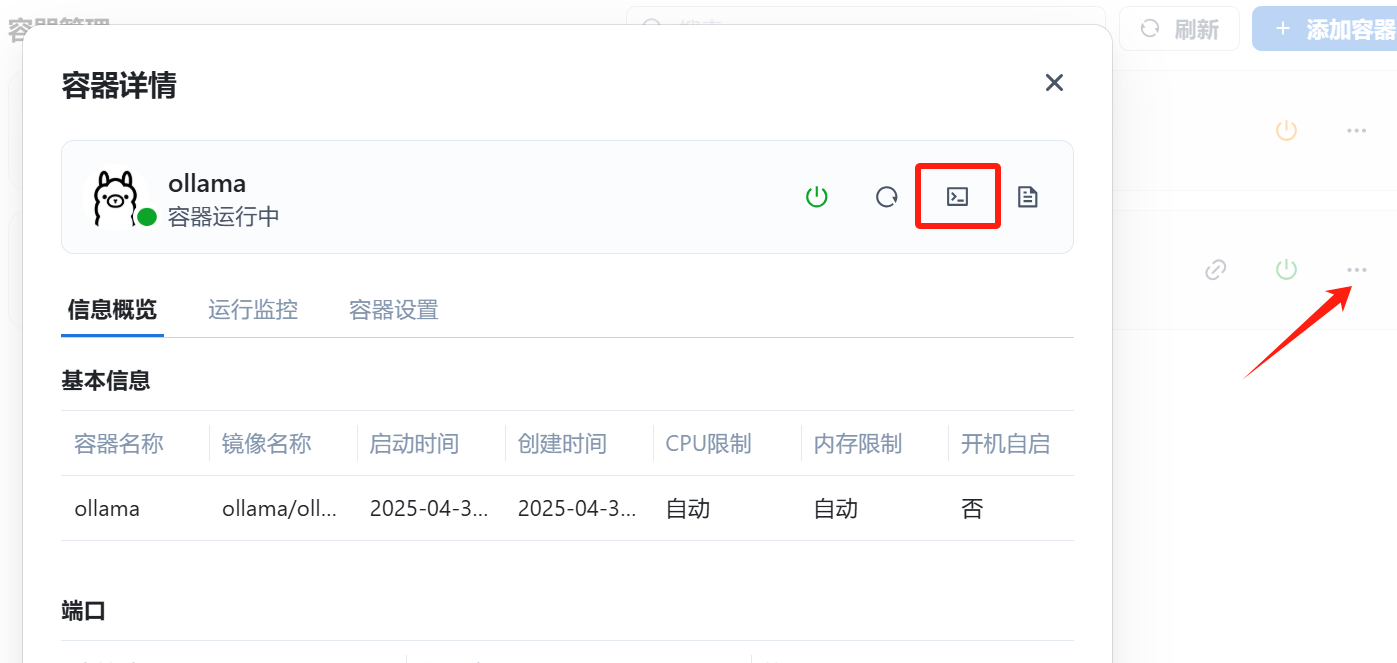 容器管理
搜索
刷新
+ 添加容器
容器详情
ollama
容器运行中
信息概览
运行监控
容器设置
基本信息
容器名称 镜像名称 启动时间 创建时间 CPU限制 内存限制 开机自启
ollama ollama/oll... 2025-04-3... 2025-04-3... 自动 自动 否
端口